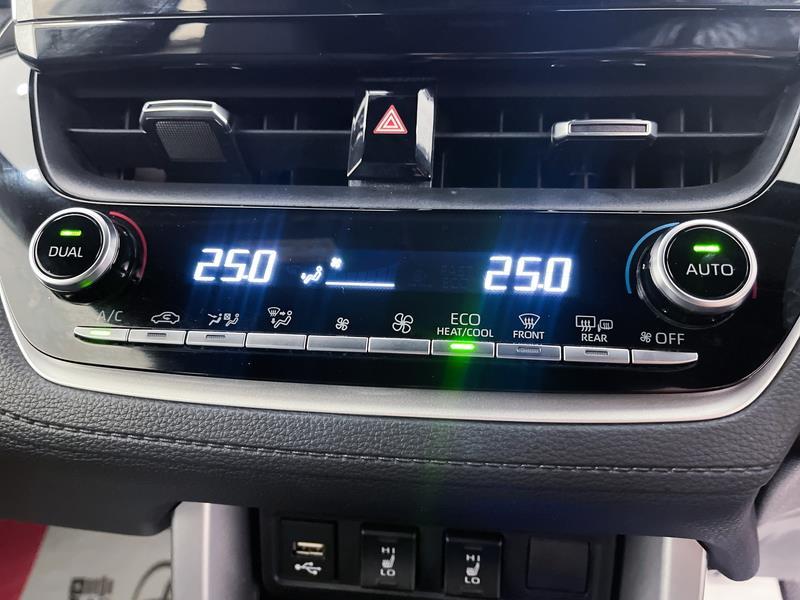 DUAL
25.0
25.0
AUTO
A/C
ECO
HEAT/COOL
FRONT
REAR
OFF
HI
LO
HI
LO